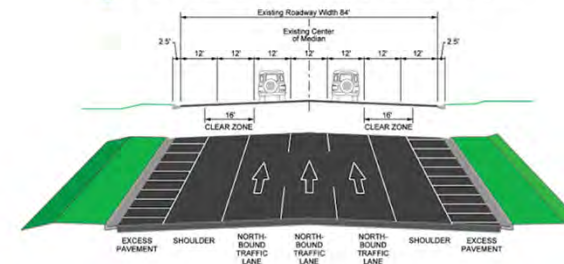 Existing Roadway Width 84'
Existing Center
of Median
2.5' 12' 12' 12' 12' 12' 12' 12' 2.5'
16' 16'
CLEAR ZONE CLEAR ZONE
EXCESS
PAVEMENT
SHOULDER
NORTH-
BOUND
TRAFFIC
LANE
NORTH-
BOUND
TRAFFIC
LANE
NORTH-
BOUND
TRAFFIC
LANE
SHOULDER
EXCESS
PAVEMENT